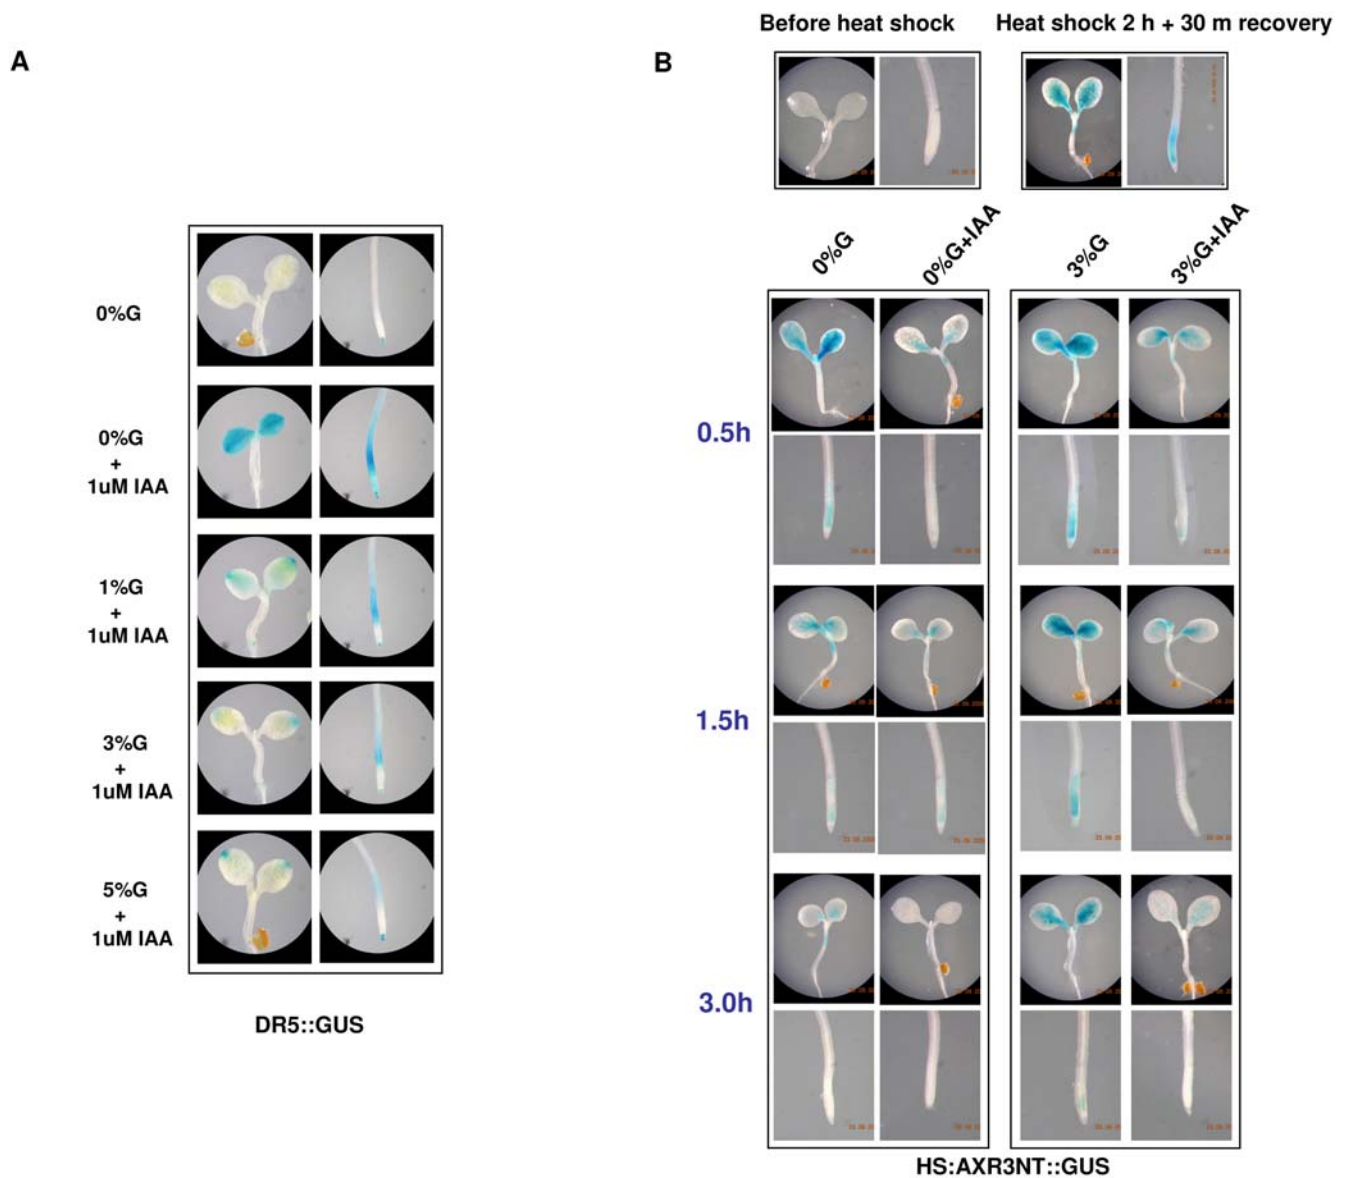 A
0%G
0%G
+
1uM IAA
1%G
+
1uM IAA
3%G
+
1uM IAA
5%G
+
1uM IAA
DR5::GUS
B
Before heat shock
Heat shock 2 h + 30 m recovery
0%G
0%G+IAA
3%G
3%G+IAA
0.5h
1.5h
3.0h
HS:AXR3NT::GUS